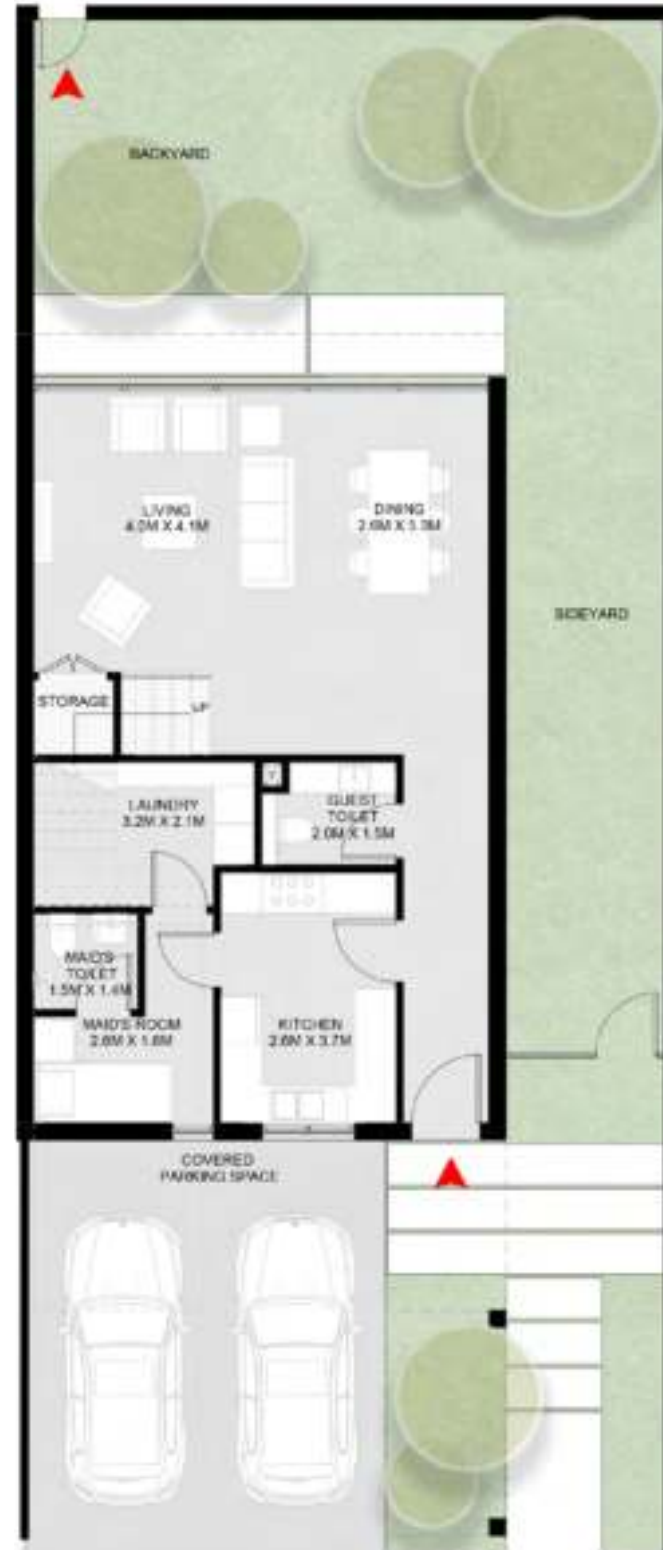 BACKYARD
LIVING
4.0M X 4.1M
DINING
2.6M X 3.3M
SIDEYARD
STORAGE
UP
LAUNDRY
3.2M X 2.1M
GUEST
TOILET
2.0M X 1.5M
MAID'S
TOILET
1.5M X 1.4M
MAID'S ROOM
2.6M X 1.8M
KITCHEN
2.6M X 3.7M
COVERED
PARKING SPACE